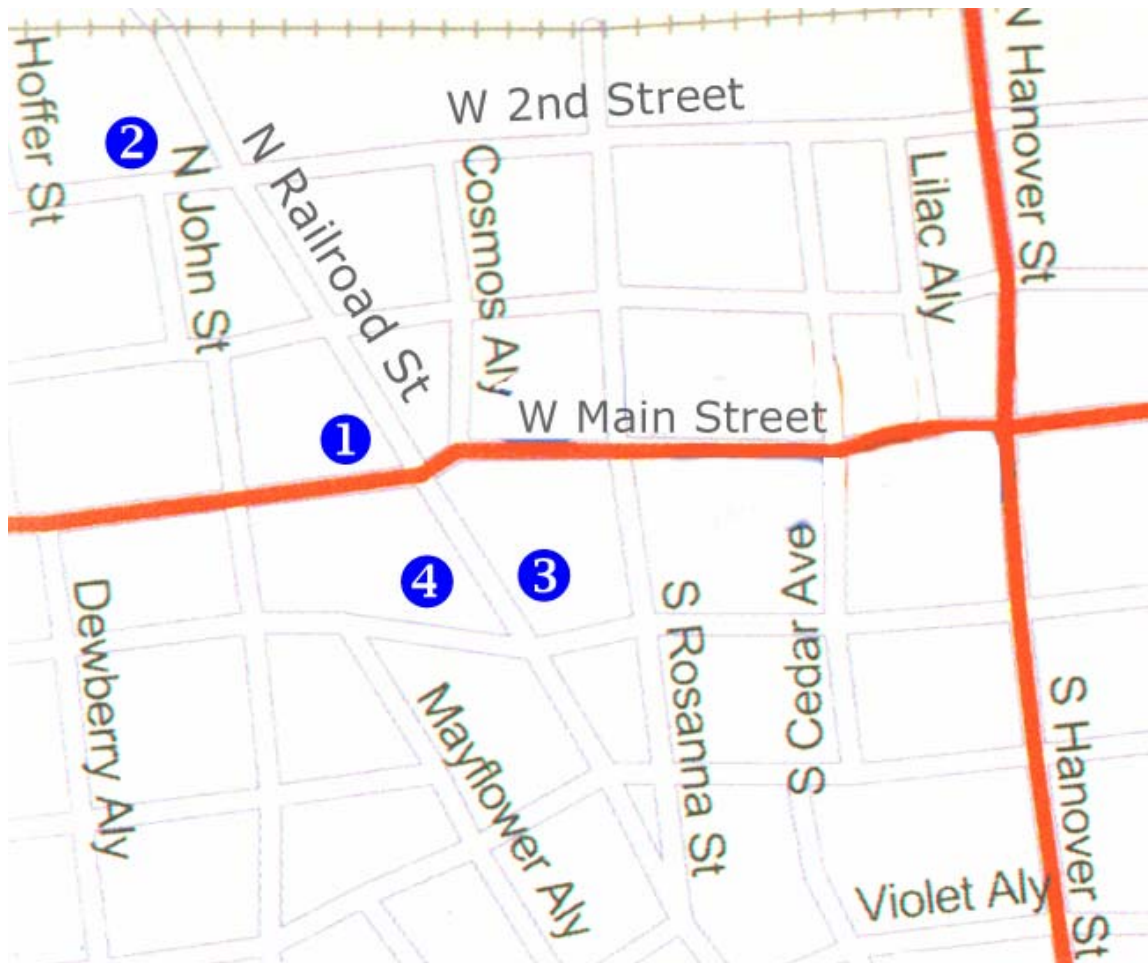 Hoffer St
2
N John St
N Railroad St
W 2nd Street
Cosmos Aly
Lilac Aly
N Hanover St
1
W Main Street
4
3
Dewberry Aly
Mayflower Aly
S Rosanna St
S Cedar Ave
S Hanover St
Violet Aly